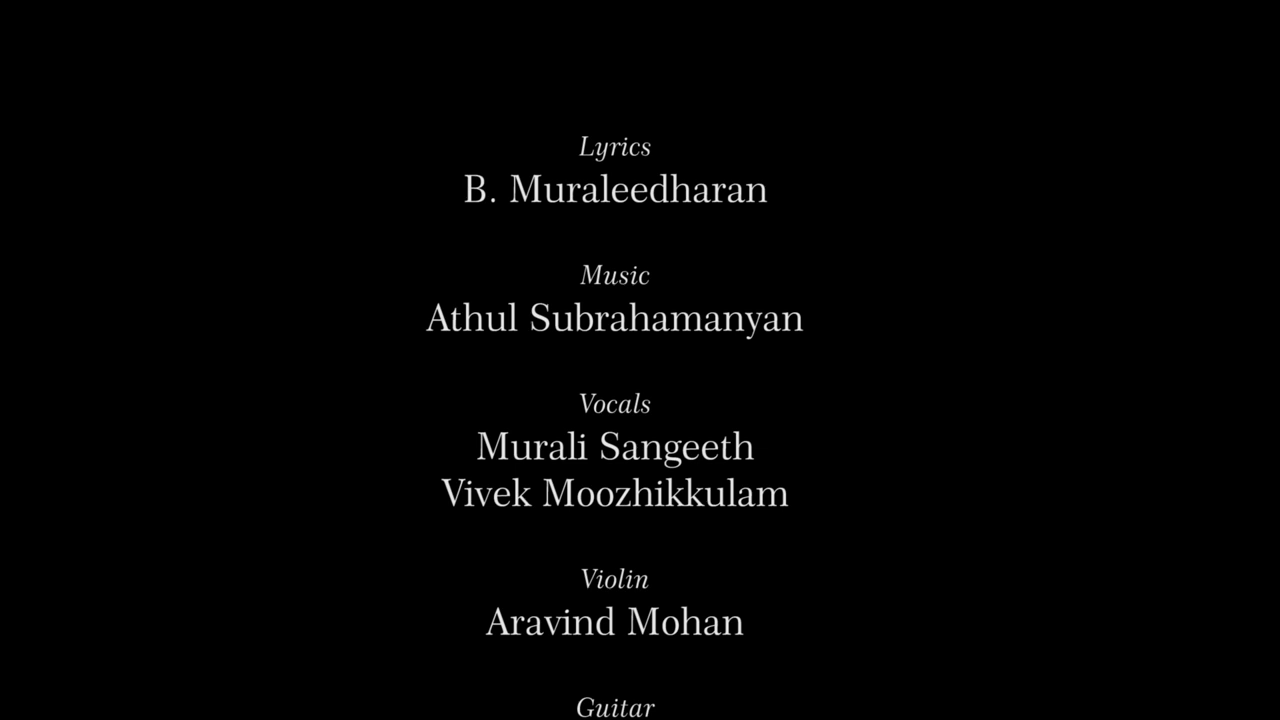 Lyrics
B. Muraleedharan
Music
Athul Subrahamanyan
Vocals
Murali Sangeeth
Vivek Moozhikkulam
Violin
Aravind Mohan
Guitar